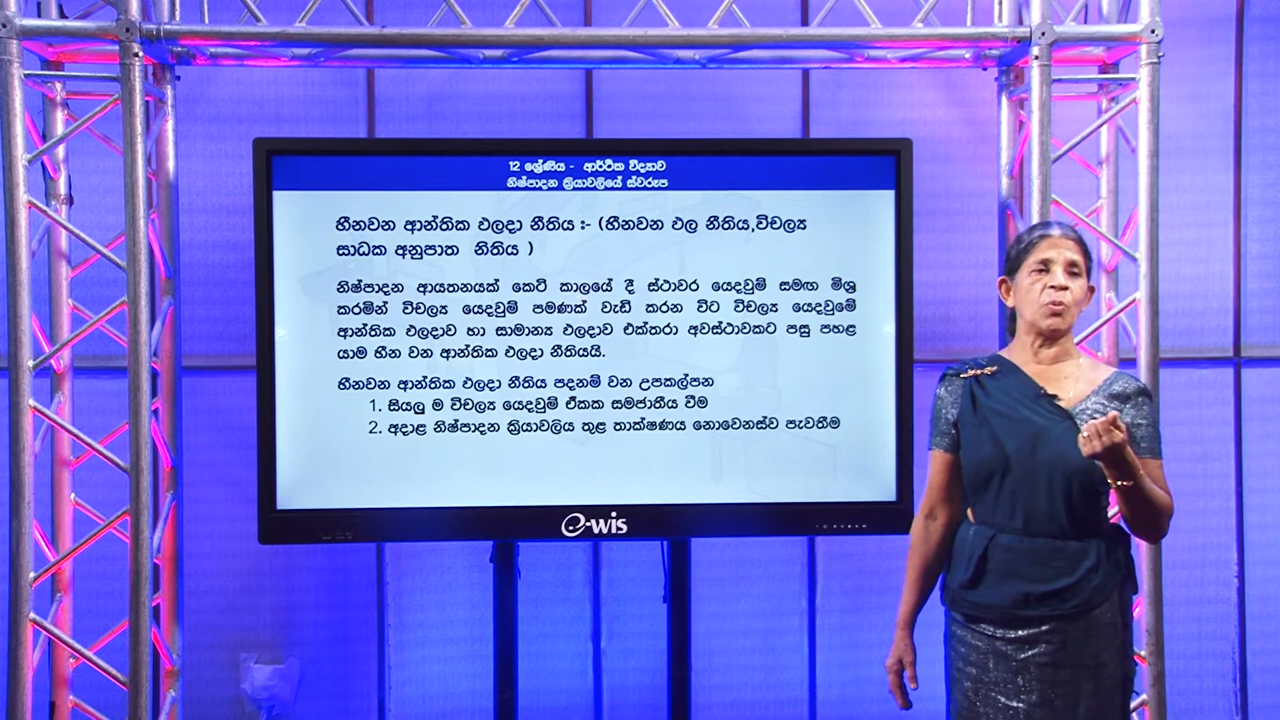 12 ශ්‍රේණිය - ආර්ථික විද්‍යාව
නිෂ්පාදන ක්‍රියාවලියේ ස්වරූප
හීනවන ආන්තික ඵලදා නීතිය :- (හීනවන ඵල නීතිය,විචල්‍ය
සාධක අනුපාත නිතිය )
නිෂ්පාදන ආයතනයක් කෙටි කාලයේ දී ස්ථාවර යෙදවුම් සමඟ මිශ්‍ර
කරමින් විචල්‍ය යෙදවුම් පමණක් වැඩි කරන විට විචල්‍ය යෙදවුමේ
ආන්තික ඵලදාව හා සාමාන්‍ය ඵලදාව එක්තරා අවස්ථාවකට පසු පහළ
යාම හීන වන ආන්තික ඵලදා නීතියයි.
හීනවන ආන්තික ඵලදා නීතිය පදනම් වන උපකල්පන
1. සියලු ම විචල්‍ය යෙදවුම් ඒකක සමජාතීය වීම
2. අදාළ නිෂ්පාදන ක්‍රියාවලිය තුළ තාක්ෂණය නොවෙනස්ව පැවතීම
e-wis